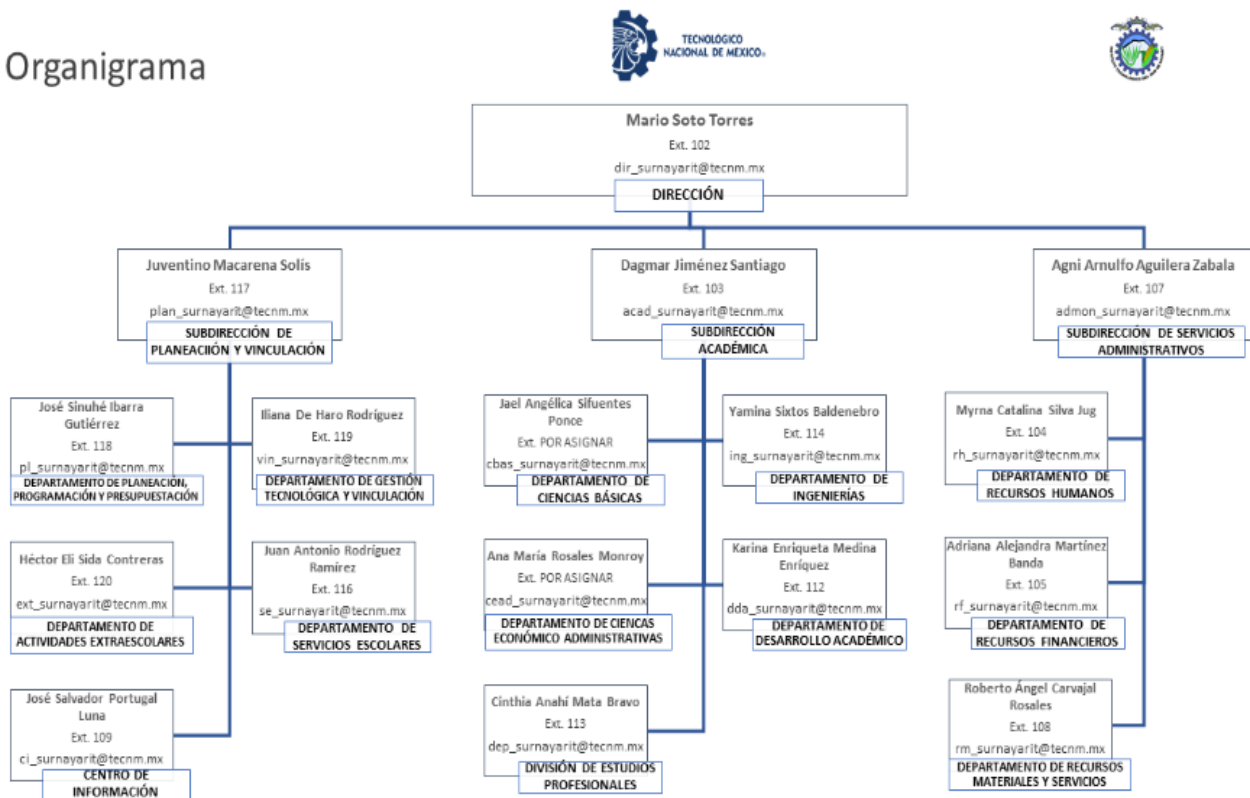 Organigrama
TECNOLÓGICO
NACIONAL DE MEXICO®
Mario Soto Torres
Ext. 102
dir_surnayarit@tecnm.mx
DIRECCIÓN
Juventino Macarena Solís
Ext. 117
plan_surnayarit@tecnm.mx
SUBDIRECCIÓN DE
PLANEACIIÓN Y VINCULACIÓN
Dagmar Jiménez Santiago
Ext. 103
acad_surnayarit@tecnm.mx
SUBDIRECCIÓN
ACADÉMICA
Agni Arnulfo Aguilera Zabala
Ext. 107
admon_surnayarit@tecnm.mx
SUBDIRECCIÓN DE SERVICIOS
ADMINISTRATIVOS
José Sinuhé Ibarra
Gutiérrez
Ext. 118
pl_surnayarit@tecnm.mx
DEPARTAMENTO DE PLANEACIÓN,
PROGRAMACIÓN Y PRESUPUESTACIÓN
Iliana De Haro Rodríguez
Ext. 119
vin_surnayarit@tecnm.mx
DEPARTAMENTO DE GESTIÓN
TECNOLÓGICA Y VINCULACIÓN
Jael Angélica Sifuentes
Ponce
Ext. POR ASIGNAR
cbas_surnayarit@tecnm.mx
DEPARTAMENTO DE
CIENCIAS BÁSICAS
Yamina Sixtos Baldenebro
Ext. 114
ing_surnayarit@tecnm.mx
DEPARTAMENTO DE
INGENIERÍAS
Myrna Catalina Silva Jug
Ext. 104
rh_surnayarit@tecnm.mx
DEPARTAMENTO DE
RECURSOS HUMANOS
Héctor Eli Sida Contreras
Ext. 120
ext_surnayarit@tecnm.mx
DEPARTAMENTO DE
ACTIVIDADES EXTRAESCOLARES
Juan Antonio Rodríguez
Ramírez
Ext. 116
se_surnayarit@tecnm.mx
DEPARTAMENTO DE
SERVICIOS ESCOLARES
Ana María Rosales Monroy
Ext. POR ASIGNAR
cead_surnayarit@tecnm.mx
DEPARTAMENTO DE CIENCAS
ECONÓMICO ADMINISTRATIVAS
Karina Enriqueta Medina
Enríquez
Ext. 112
dda_surnayarit@tecnm.mx
DEPARTAMENTO DE
DESARROLLO ACADÉMICO
Adriana Alejandra Martínez
Banda
Ext. 105
rf_surnayarit@tecnm.mx
DEPARTAMENTO DE
RECURSOS FINANCIEROS
José Salvador Portugal
Luna
Ext. 109
ci_surnayarit@tecnm.mx
CENTRO DE
INFORMACIÓN
Cinthia Anahí Mata Bravo
Ext. 113
dep_surnayarit@tecnm.mx
DIVISIÓN DE ESTUDIOS
PROFESIONALES
Roberto Ángel Carvajal
Rosales
Ext. 108
rm_surnayarit@tecnm.mx
DEPARTAMENTO DE RECURSOS
MATERIALES Y SERVICIOS